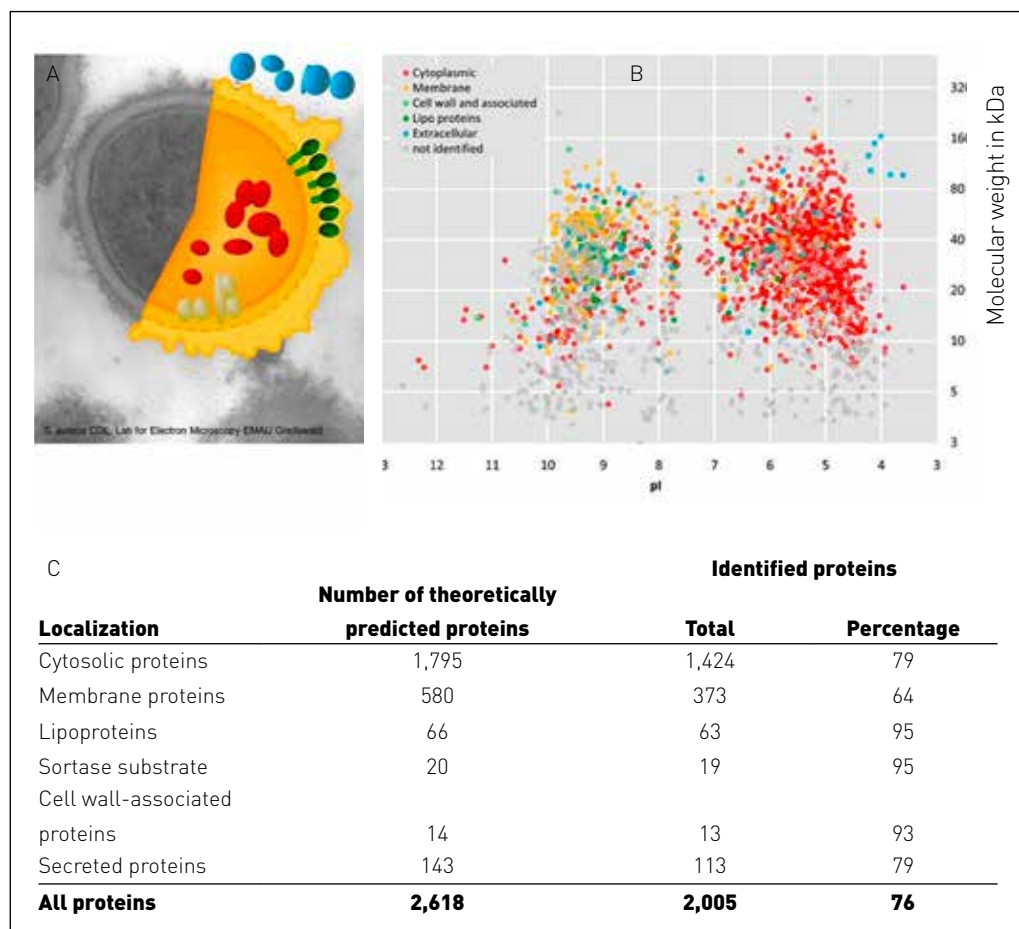 A
S. aureus COL, Lab for Electron Microscopy EMAU Greifswald
B
Cytoplasmic
Membrane
Cell wall and associated
Lipo proteins
Extracellular
not identified
32
16
80
40
20
10
5
3
Molecular weight in kDa
3 12 11 10 9 8 7 6 5 4 3
pI
C
Identified proteins
Number of theoretically
Localization predicted proteins Total Percentage
Cytosolic proteins 1,795 1,424 79
Membrane proteins 580 373 64
Lipoproteins 66 63 95
Sortase substrate 20 19 95
Cell wall-associated
proteins 14 13 93
Secreted proteins 143 113 79
All proteins 2,618 2,005 76